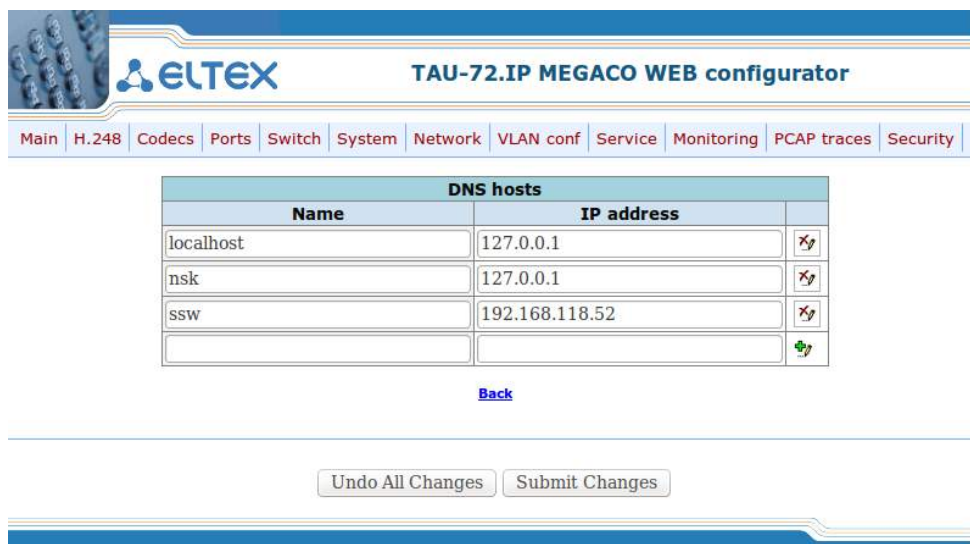 ELTEX TAU-72.IP MEGACO WEB configurator
Main H.248 Codecs Ports Switch System Network VLAN conf Service Monitoring PCAP traces Security
DNS hosts
Name IP address
localhost 127.0.0.1
nsk 127.0.0.1
ssw 192.168.118.52
Back
Undo All Changes Submit Changes